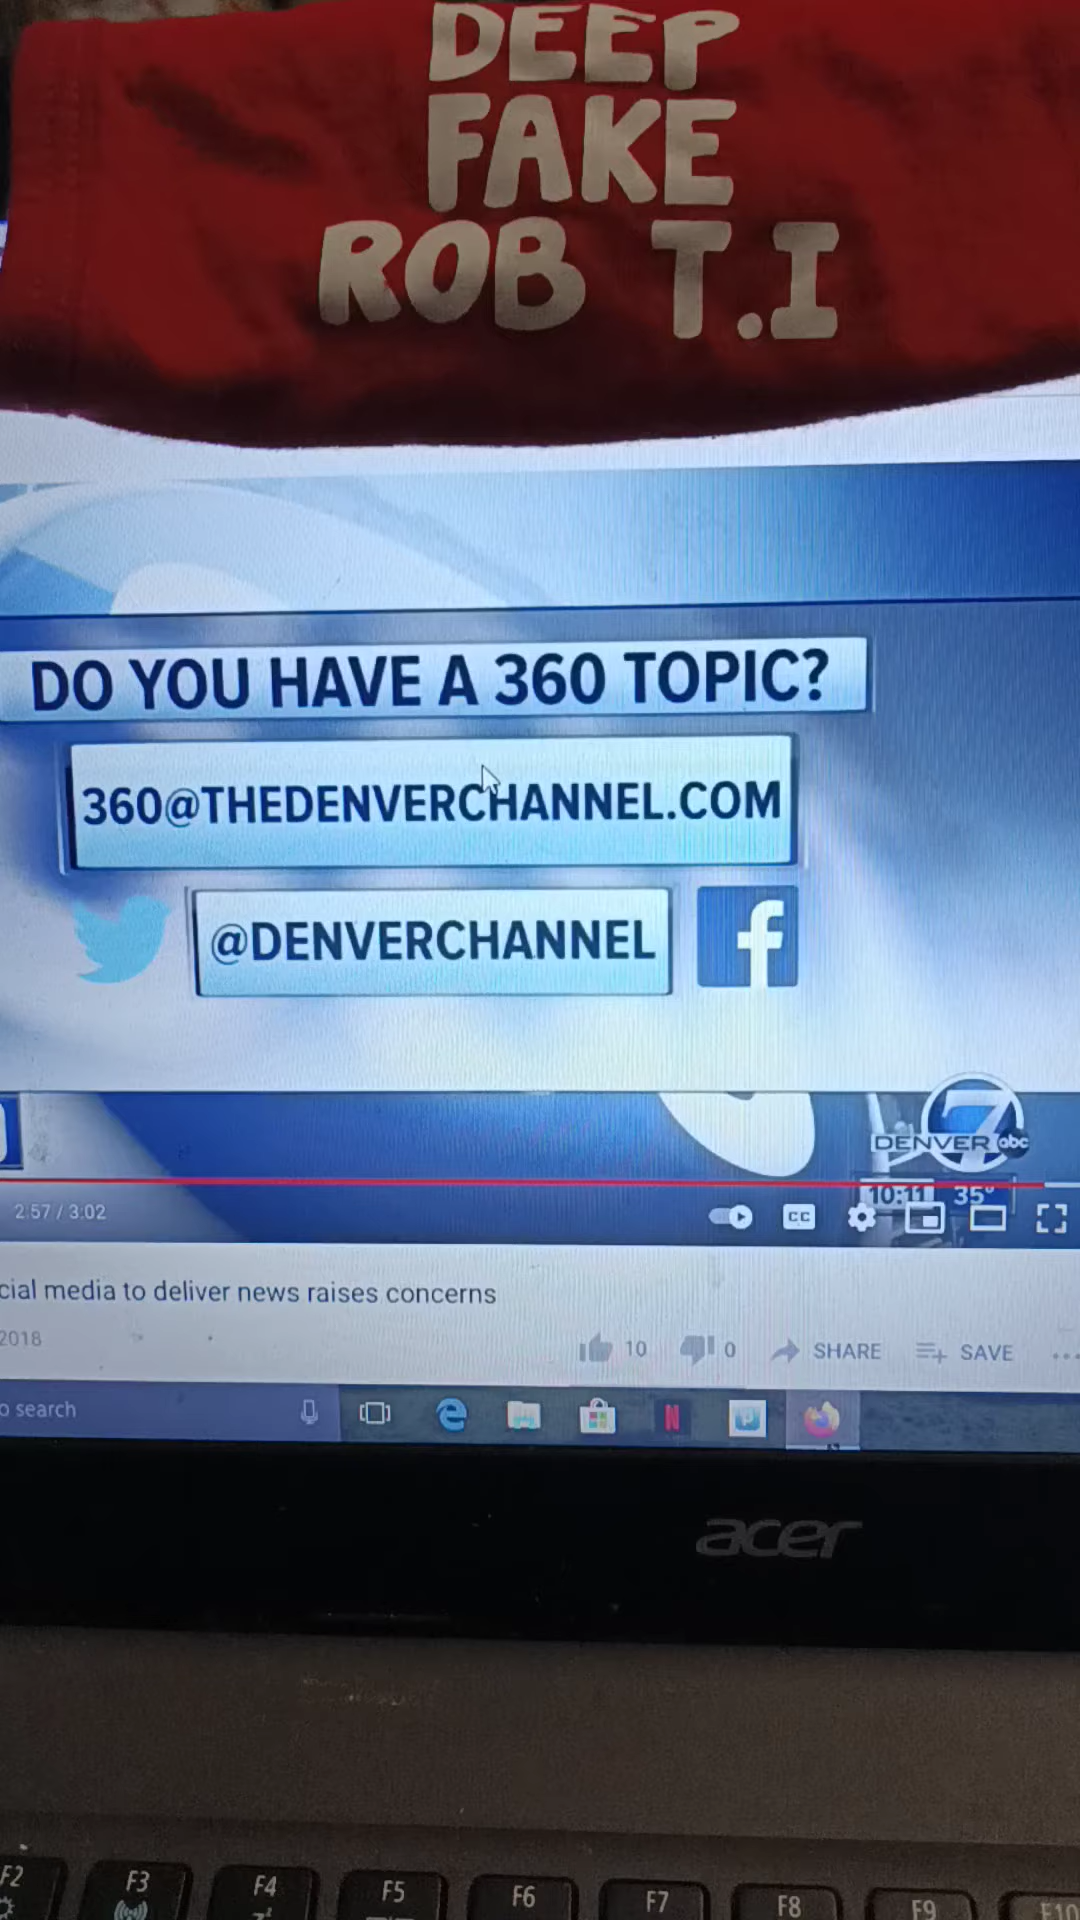 DEEP
FAKE
ROB T.I
DO YOU HAVE A 360 TOPIC?
360@THEDENVERCHANNEL.COM
@DENVERCHANNEL
f
7
DENVER abc
10:11 35°
2:57 / 3:02
CC
cial media to deliver news raises concerns
2018
10 0 SHARE SAVE
o search
N
acer
F2 F3 F4 F5 F6 F7 F8 F9 F10